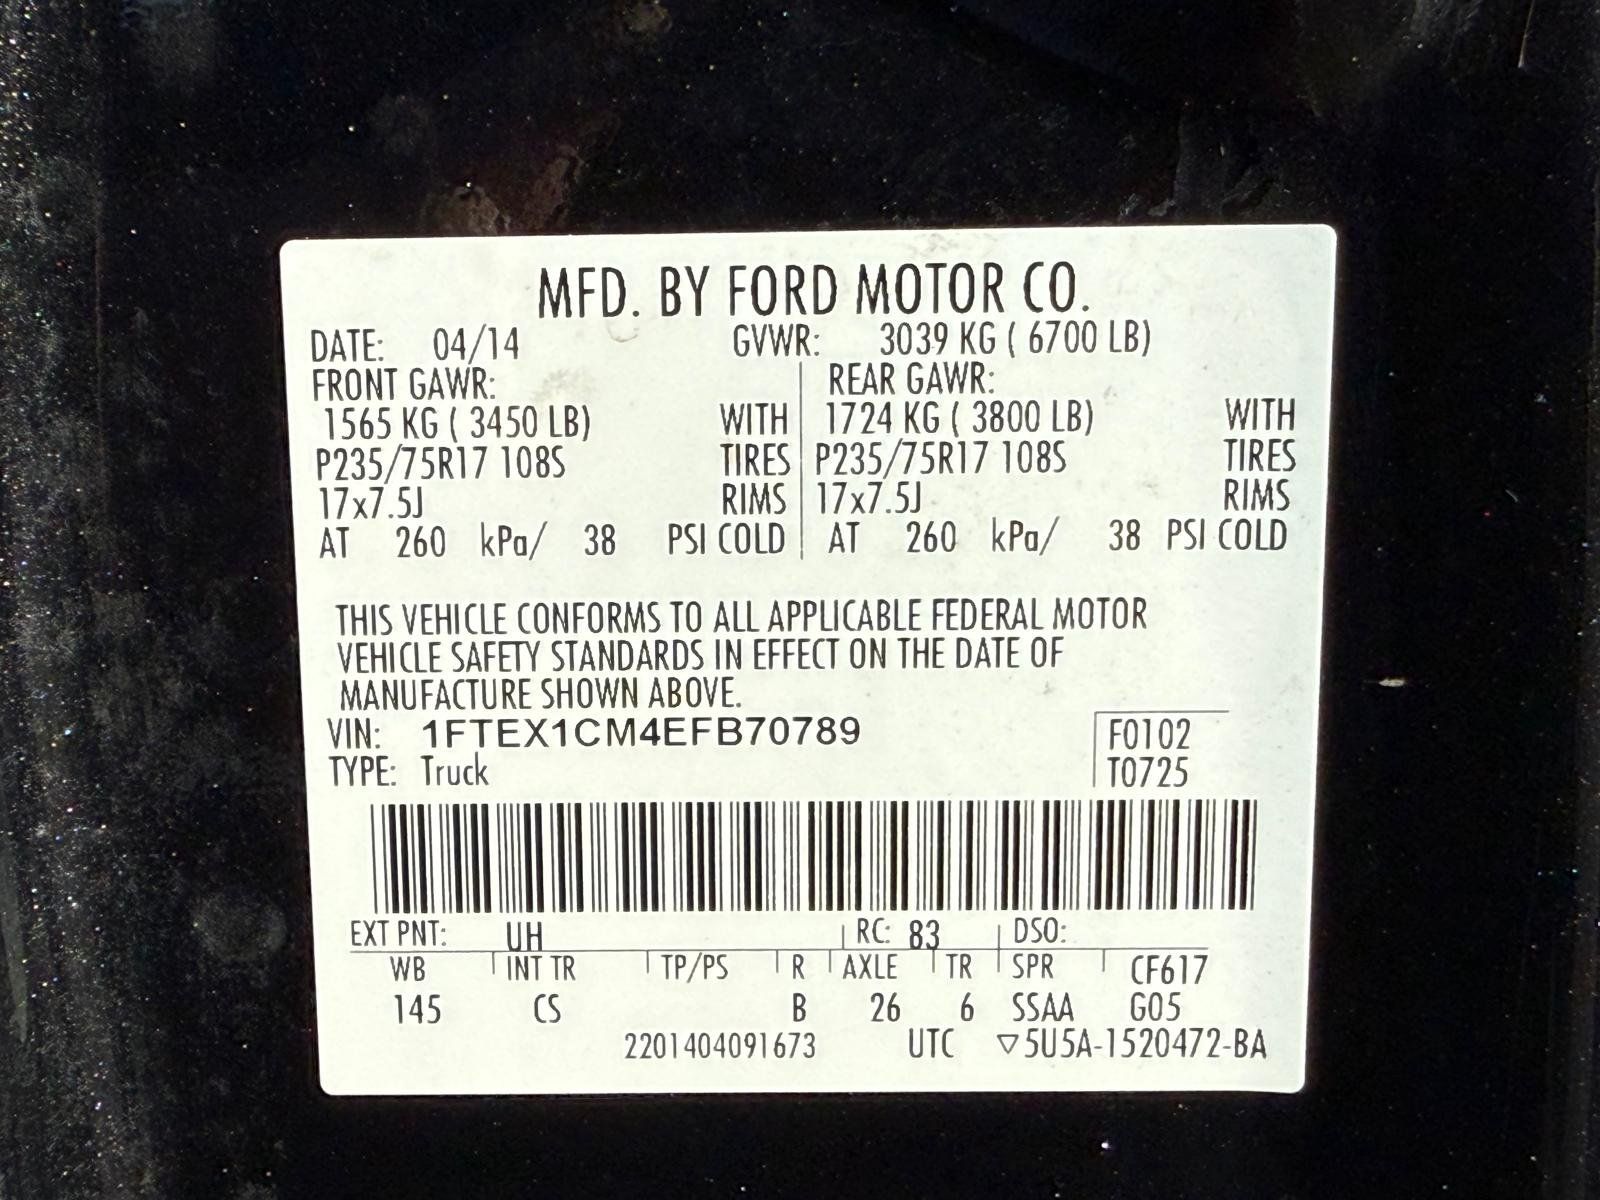 MFD. BY FORD MOTOR CO.
DATE: 04/14 GVWR: 3039 KG ( 6700 LB)
FRONT GAWR: REAR GAWR:
1565 KG ( 3450 LB) WITH 1724 KG ( 3800 LB) WITH
P235/75R17 108S TIRES P235/75R17 108S TIRES
17x7.5J RIMS 17x7.5J RIMS
AT 260 kPa/ 38 PSI COLD AT 260 kPa/ 38 PSI COLD
THIS VEHICLE CONFORMS TO ALL APPLICABLE FEDERAL MOTOR
VEHICLE SAFETY STANDARDS IN EFFECT ON THE DATE OF
MANUFACTURE SHOWN ABOVE.
VIN: 1FTEX1CM4EFB70789 F0102
TYPE: Truck T0725
EXT PNT: UH RC: 83 DSO:
WB INT TR TP/PS R AXLE TR SPR CF617
145 CS B 26 6 SSAA G05
2201404091673 UTC ▽5U5A-1520472-BA